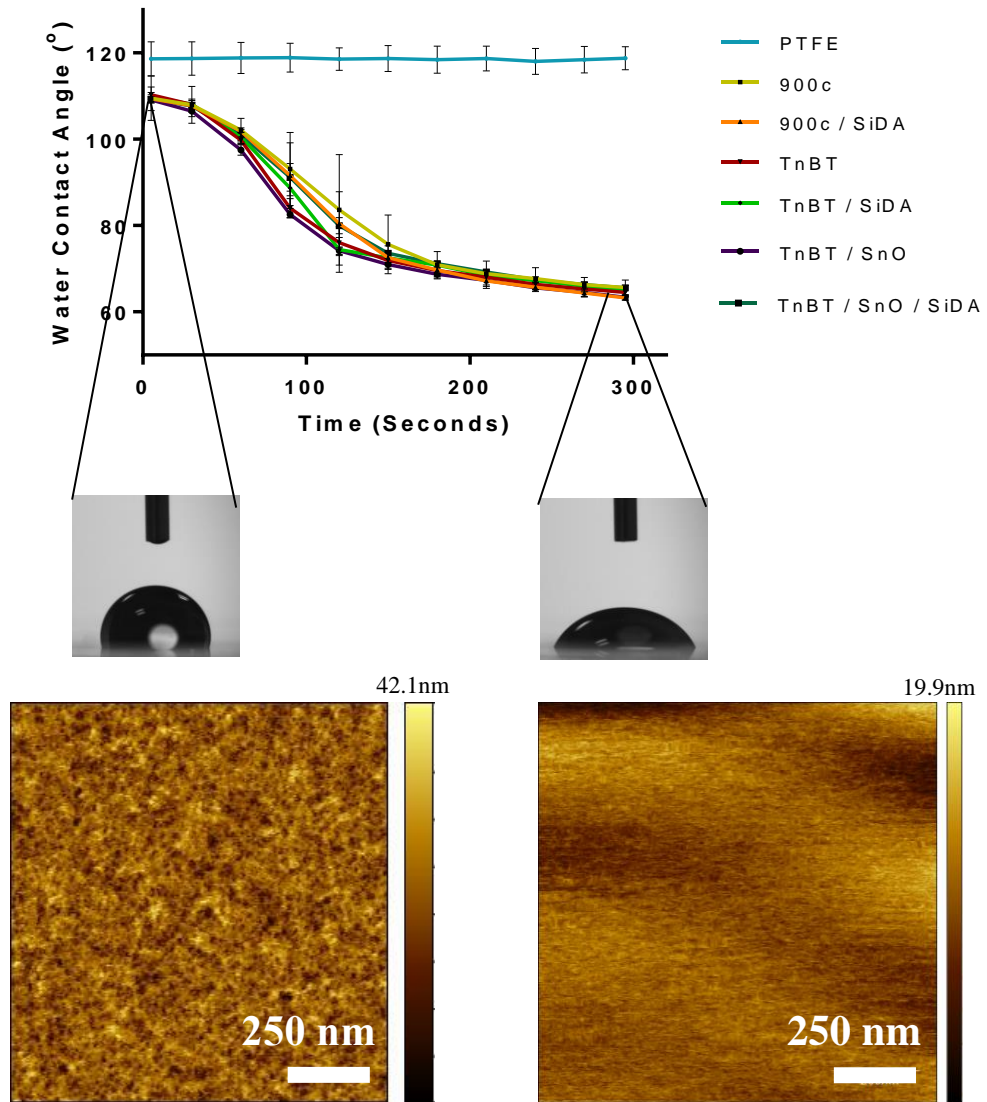 Water Contact Angle (°)
120
100
80
60
0
100
200
300
Time (Seconds)
PTFE
900c
900c / SiDA
TnBT
TnBT / SiDA
TnBT / SnO
TnBT / SnO / SiDA
42.1nm
19.9nm
250 nm
250 nm